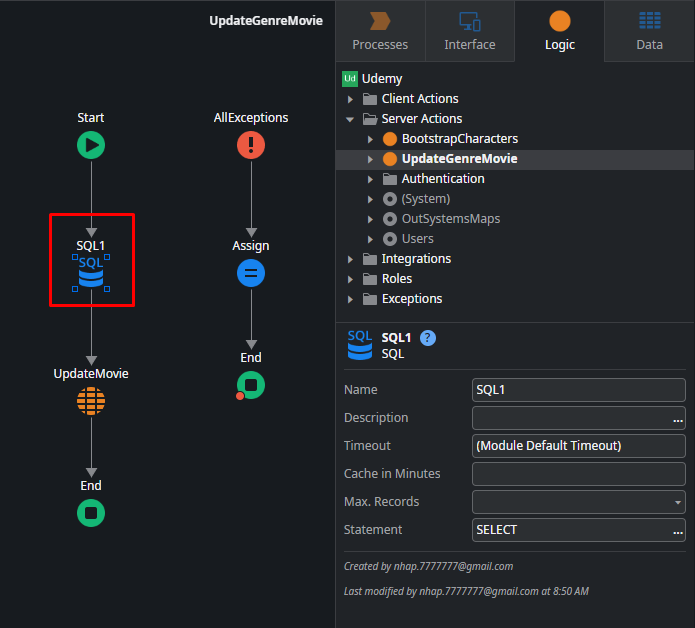 UpdateGenreMovie
Start
AllExceptions
SQL1
SQL
Assign
End
UpdateMovie
End
Processes
Interface
Logic
Data
Ud Udemy
Client Actions
Server Actions
BootstrapCharacters
UpdateGenreMovie
Authentication
(System)
OutSystemsMaps
Users
Integrations
Roles
Exceptions
SQL
SQL1 ?
SQL
Name SQL1
Description ...
Timeout (Module Default Timeout)
Cache in Minutes
Max. Records
Statement SELECT ...
Created by nhap.7777777@gmail.com
Last modified by nhap.7777777@gmail.com at 8:50 AM